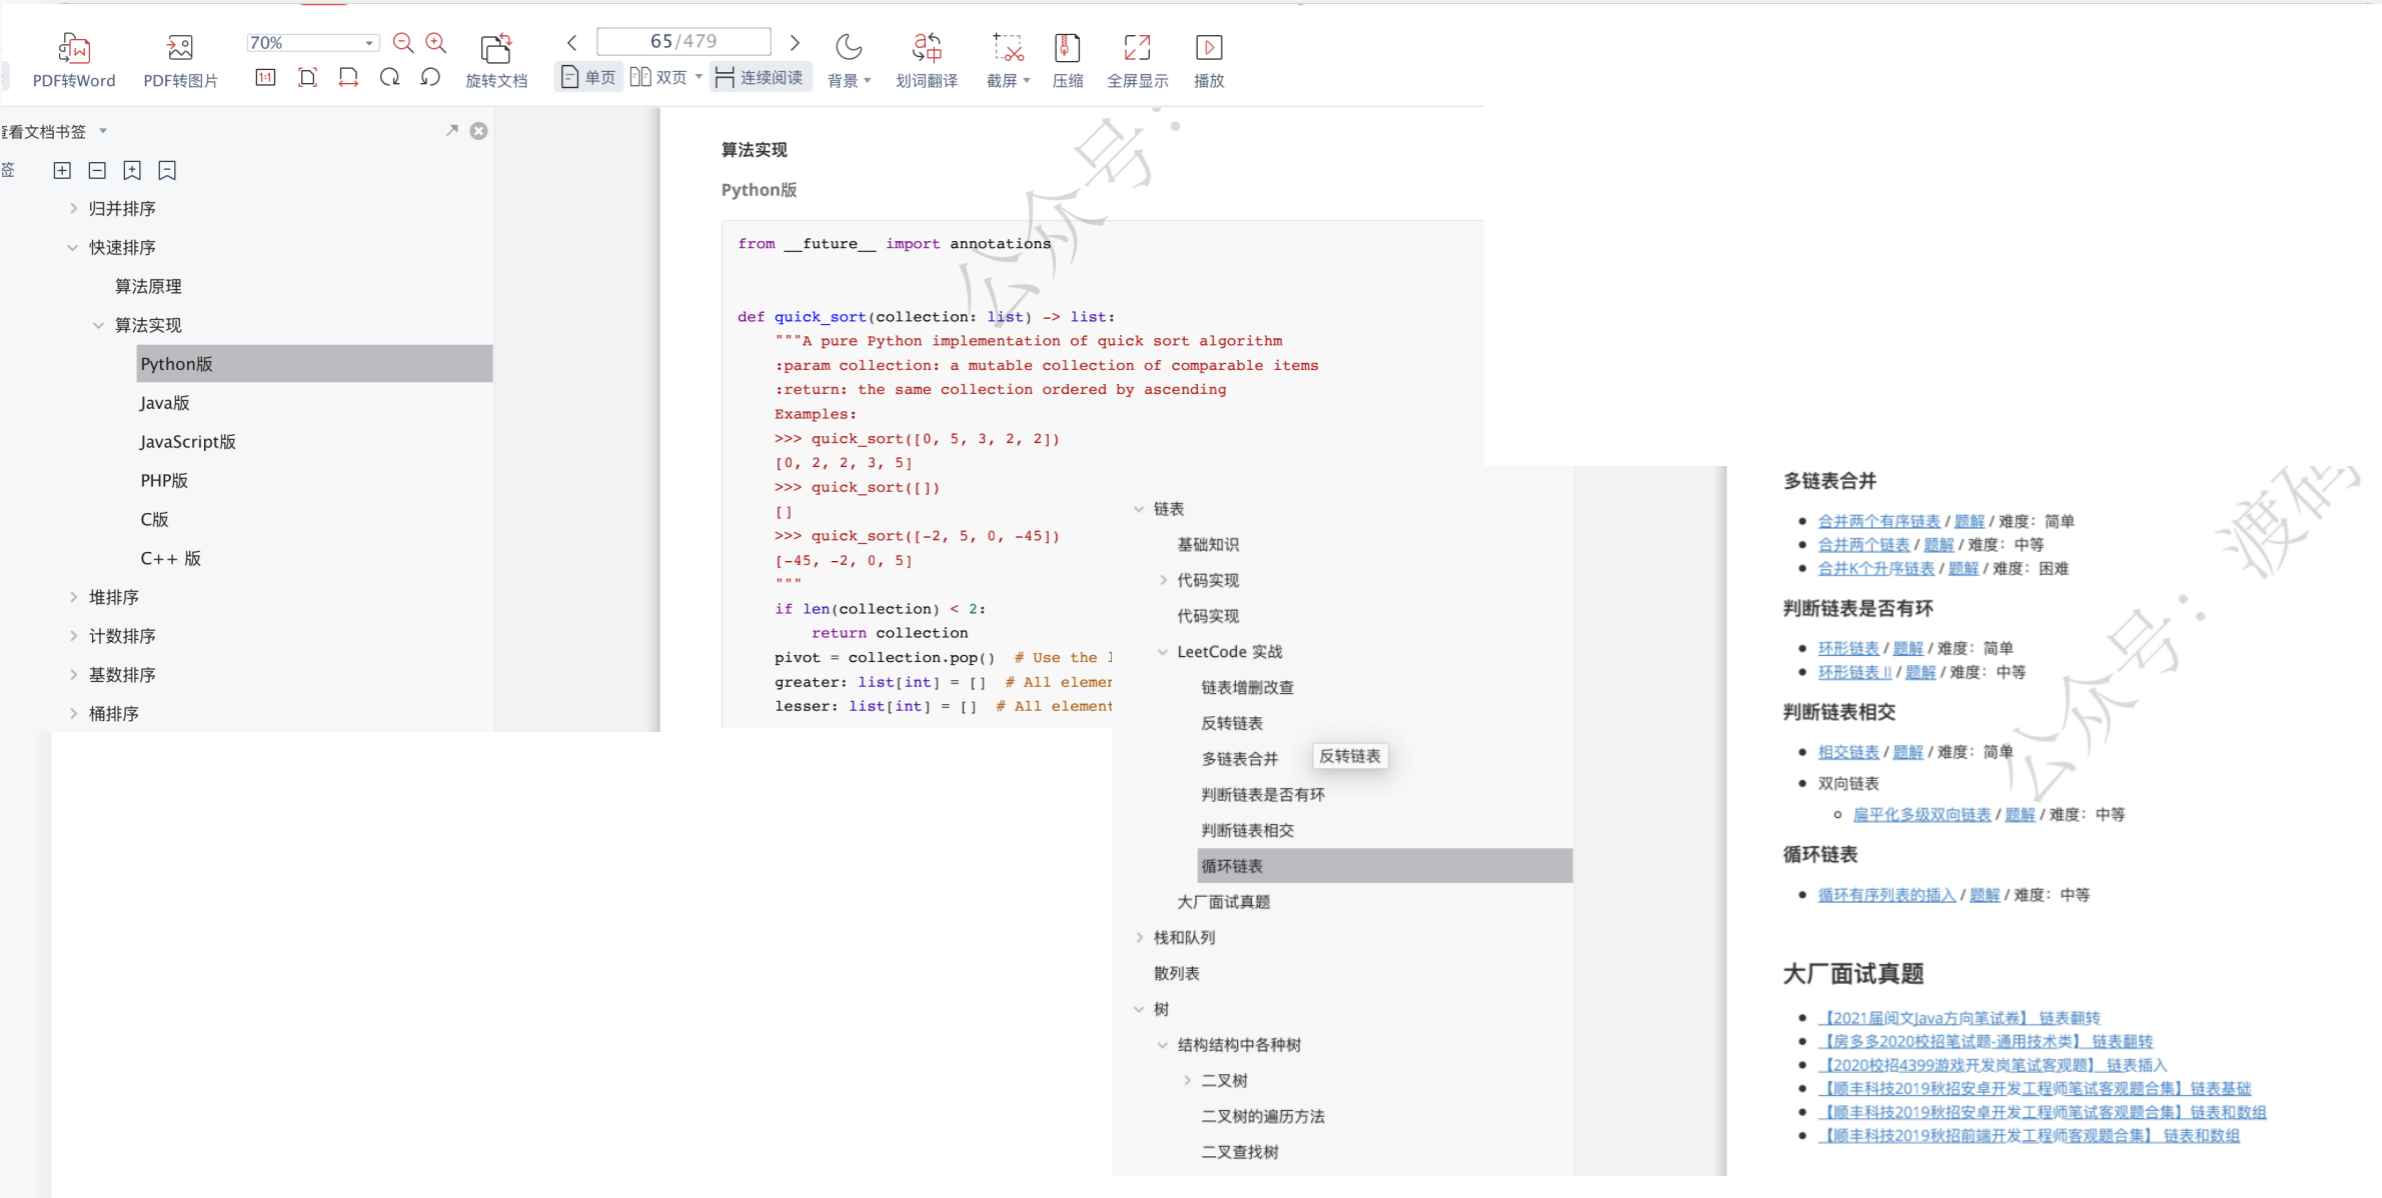 PDF转Word
PDF转图片
70%
1:1
旋转文档
65/479
单页
双页
连续阅读
背景
划词翻译
截屏
压缩
全屏显示
播放
查看文档书签
签
归并排序
快速排序
算法原理
算法实现
Python版
Java版
JavaScript版
PHP版
C版
C++ 版
堆排序
计数排序
基数排序
桶排序
算法实现
Python版
公众号：
from __future__ import annotations
def quick_sort(collection: list) -> list:
"""A pure Python implementation of quick sort algorithm
:param collection: a mutable collection of comparable items
:return: the same collection ordered by ascending
Examples:
>>> quick_sort([0, 5, 3, 2, 2])
[0, 2, 2, 3, 5]
>>> quick_sort([])
[]
>>> quick_sort([-2, 5, 0, -45])
[-45, -2, 0, 5]
"""
if len(collection) < 2:
return collection
pivot = collection.pop()  # Use the
greater: list[int] = []  # All elemen
lesser: list[int] = []  # All element
链表
基础知识
代码实现
代码实现
LeetCode 实战
链表增删改查
反转链表
多链表合并
反转链表
判断链表是否有环
判断链表相交
循环链表
大厂面试真题
栈和队列
散列表
树
结构结构中各种树
二叉树
二叉树的遍历方法
二叉查找树
多链表合并
合并两个有序链表 / 题解 / 难度：简单
合并两个链表 / 题解 / 难度：中等
合并K个升序链表 / 题解 / 难度：困难
判断链表是否有环
环形链表 / 题解 / 难度：简单
环形链表 II / 题解 / 难度：中等
判断链表相交
相交链表 / 题解 / 难度：简单
双向链表
扁平化多级双向链表 / 题解 / 难度：中等
循环链表
循环有序列表的插入 / 题解 / 难度：中等
公众号：渡码
大厂面试真题
【2021届阅文Java方向笔试卷】 链表翻转
【房多多2020校招笔试题-通用技术类】 链表翻转
【2020校招4399游戏开发岗笔试客观题】 链表插入
【顺丰科技2019秋招安卓开发工程师笔试客观题合集】链表基础
【顺丰科技2019秋招安卓开发工程师笔试客观题合集】链表和数组
【顺丰科技2019秋招前端开发工程师客观题合集】 链表和数组